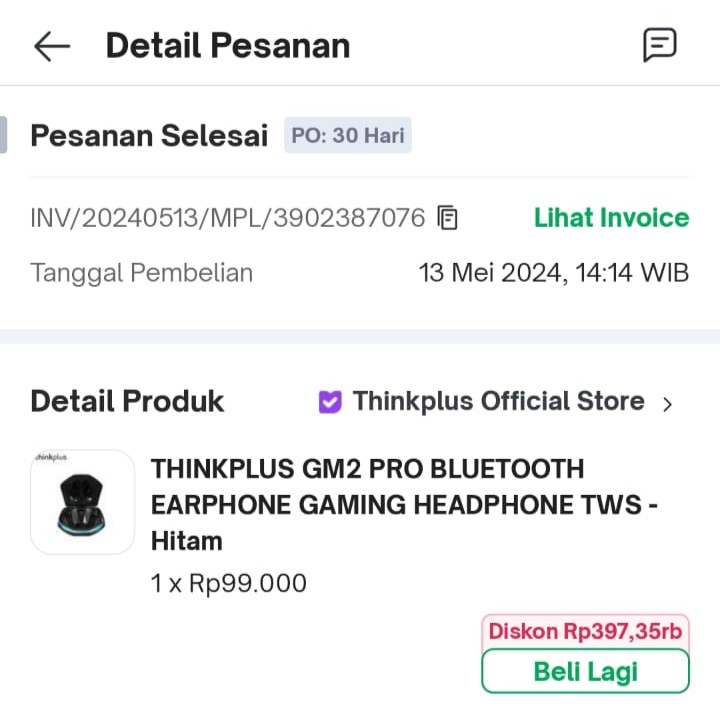 Detail Pesanan
Pesanan Selesai PO: 30 Hari
INV/20240513/MPL/3902387076 Lihat Invoice
Tanggal Pembelian 13 Mei 2024, 14:14 WIB
Detail Produk Thinkplus Official Store
thinkplus
THINKPLUS GM2 PRO BLUETOOTH
EARPHONE GAMING HEADPHONE TWS -
Hitam
1 x Rp99.000
Diskon Rp397,35rb
Beli Lagi